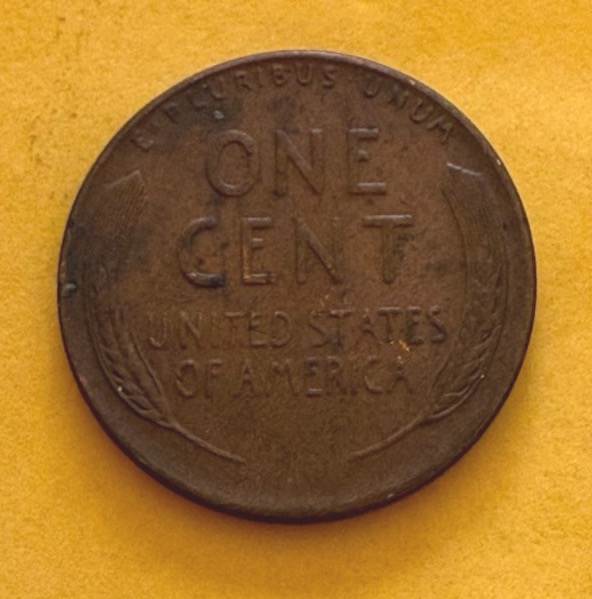 E PLURIBUS UNUM
ONE
CENT
UNITED STATES
OF AMERICA